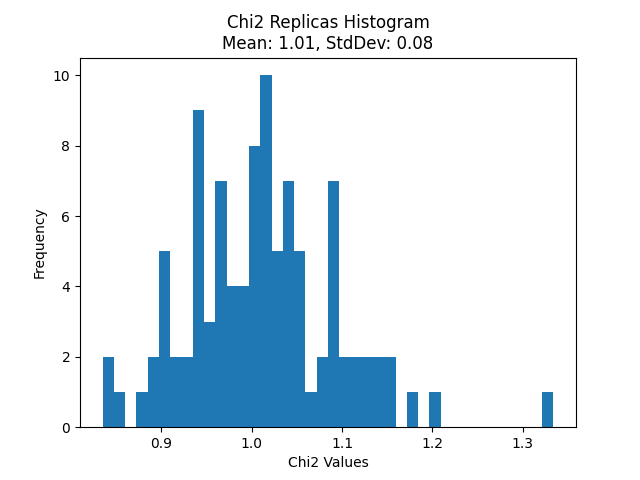 Chi2 Replicas Histogram
Mean: 1.01, StdDev: 0.08
10
8
6
4
2
0
Frequency
0.9 1.0 1.1 1.2 1.3
Chi2 Values